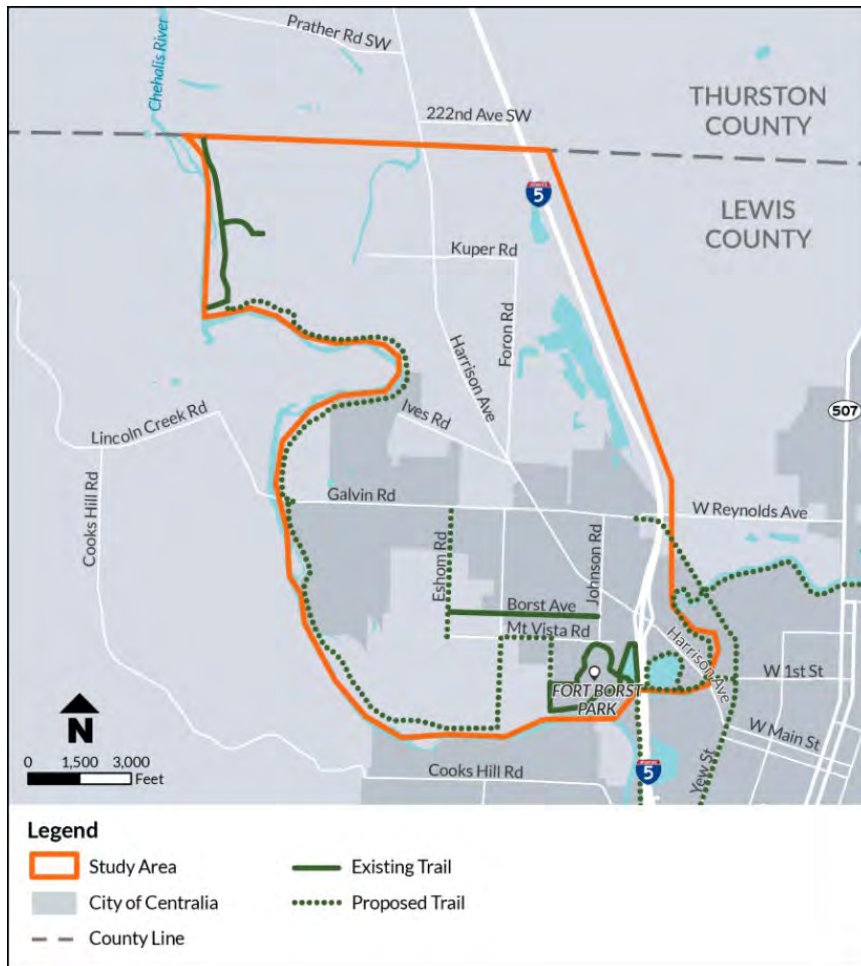 Prather Rd SW
Chehalis River
222nd Ave SW
THURSTON
COUNTY
5
LEWIS
COUNTY
Kuper Rd
Foron Rd
Harrison Ave
507
Ives Rd
Lincoln Creek Rd
Cooks Hill Rd
Galvin Rd
W Reynolds Ave
Eshom Rd
Johnson Rd
Borst Ave
Mt Vista Rd
Harrison Ave
FORT BORST
PARK
W 1st St
W Main St
Yew St
N
0 1,500 3,000
Feet
Cooks Hill Rd
5
Legend
Study Area
Existing Trail
City of Centralia
Proposed Trail
County Line